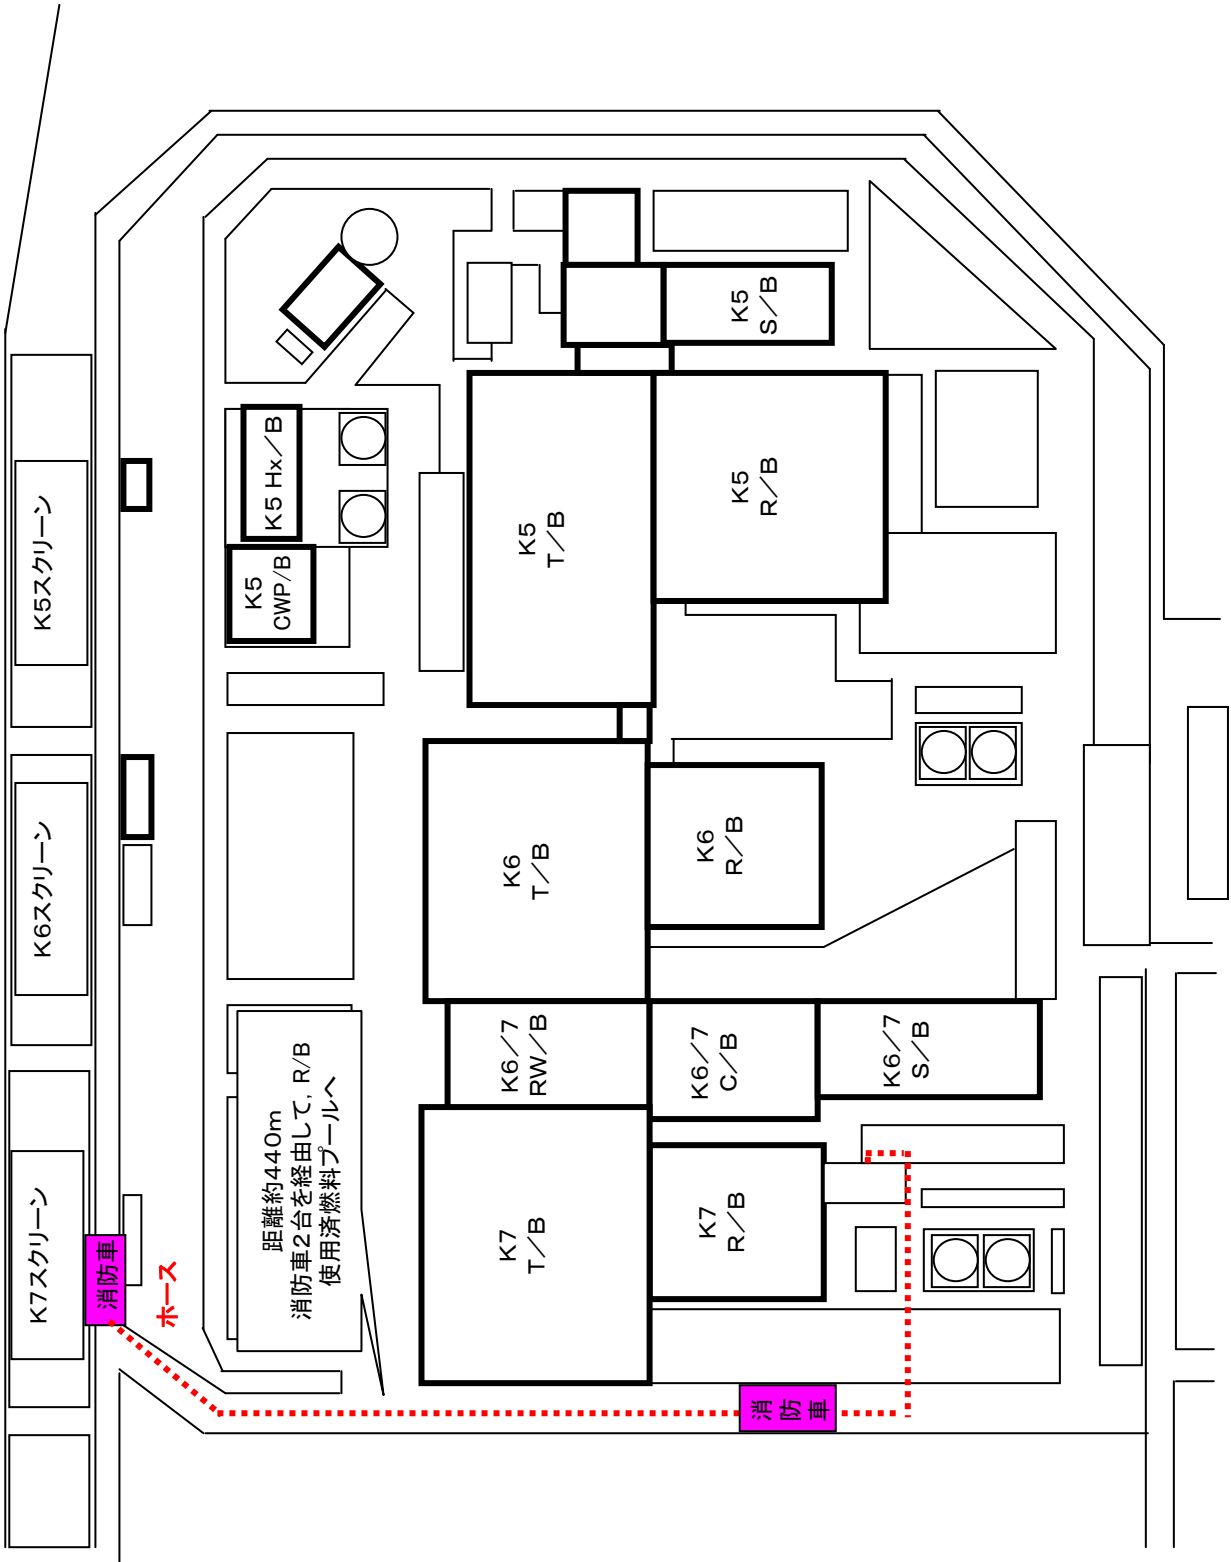 K5スクリーン
K6スクリーン
K7スクリーン
消防車
ホース
K5 Hx/B
K5
CWP/B
K5
T/B
K5
S/B
K5
R/B
K6
T/B
K6
R/B
K6/7
RW/B
K6/7
C/B
K6/7
S/B
K7
T/B
K7
R/B
距離約440m
消防車2台を経由して, R/B
使用済燃料プールへ
消防車